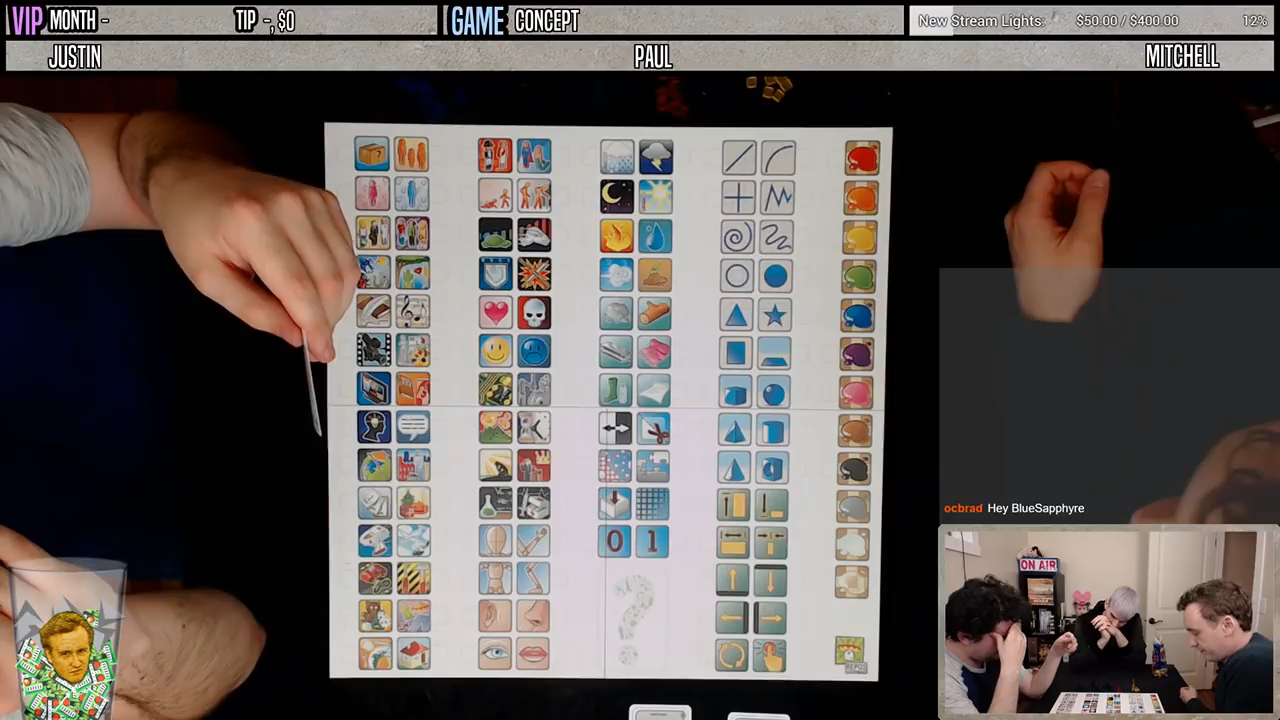 VIP MONTH -
TIP -, $0
GAME CONCEPT
New Stream Lights: $50.00 / $400.00 12%
JUSTIN
PAUL
MITCHELL
?
0 1
?
ocbrad Hey BlueSapphyre
ON AIR